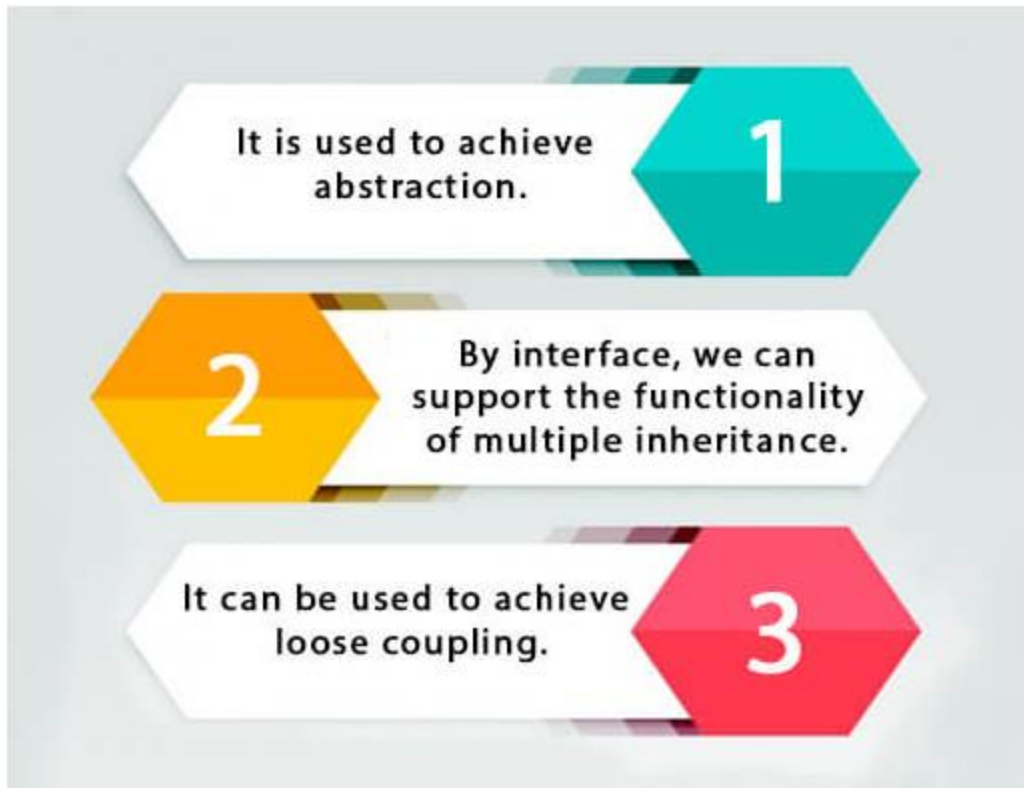 It is used to achieve
abstraction.
1
2
By interface, we can
support the functionality
of multiple inheritance.
It can be used to achieve
loose coupling.
3